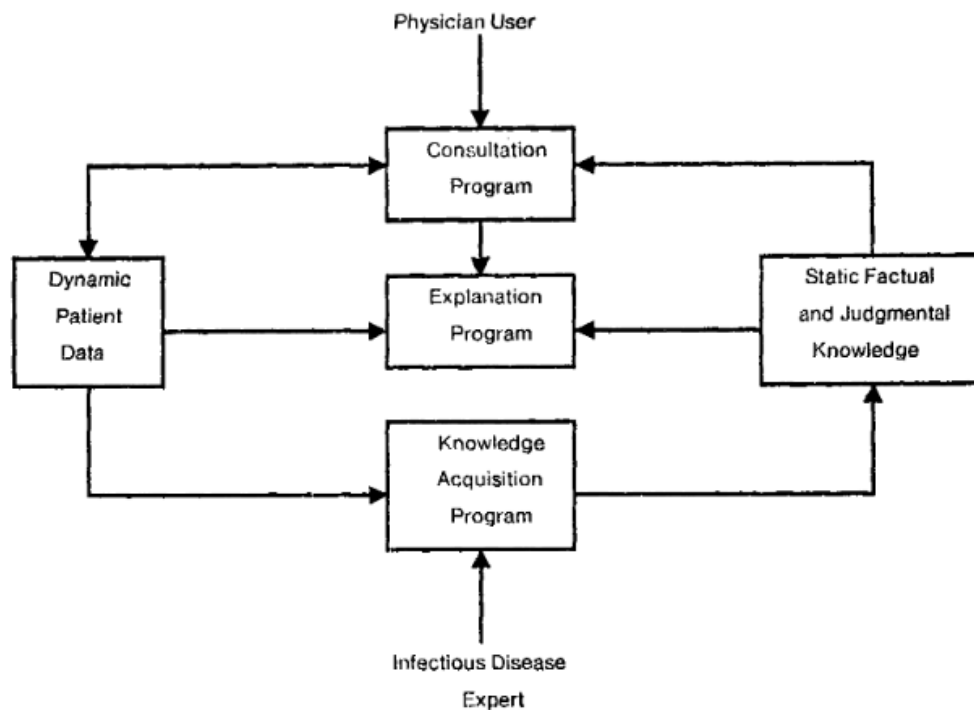 Physician User
Consultation
Program
Dynamic
Patient
Data
Explanation
Program
Static Factual
and Judgmental
Knowledge
Knowledge
Acquisition
Program
Infectious Disease
Expert